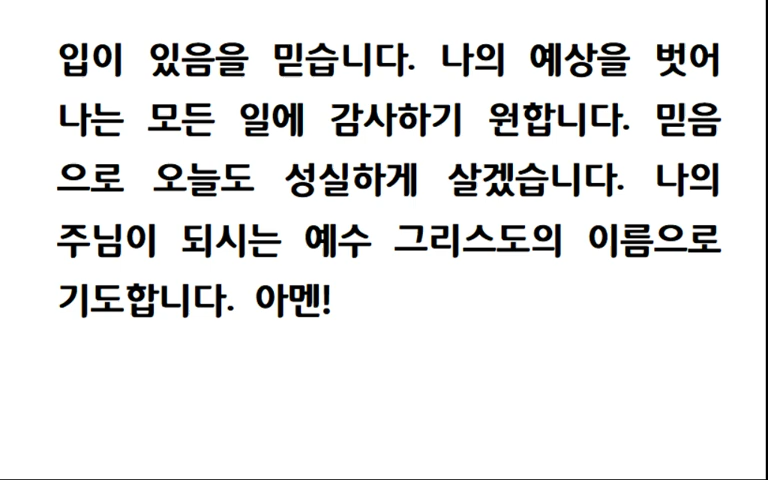 입이 있음을 믿습니다. 나의 예상을 벗어
나는 모든 일에 감사하기 원합니다. 믿음
으로 오늘도 성실하게 살겠습니다. 나의
주님이 되시는 예수 그리스도의 이름으로
기도합니다. 아멘!